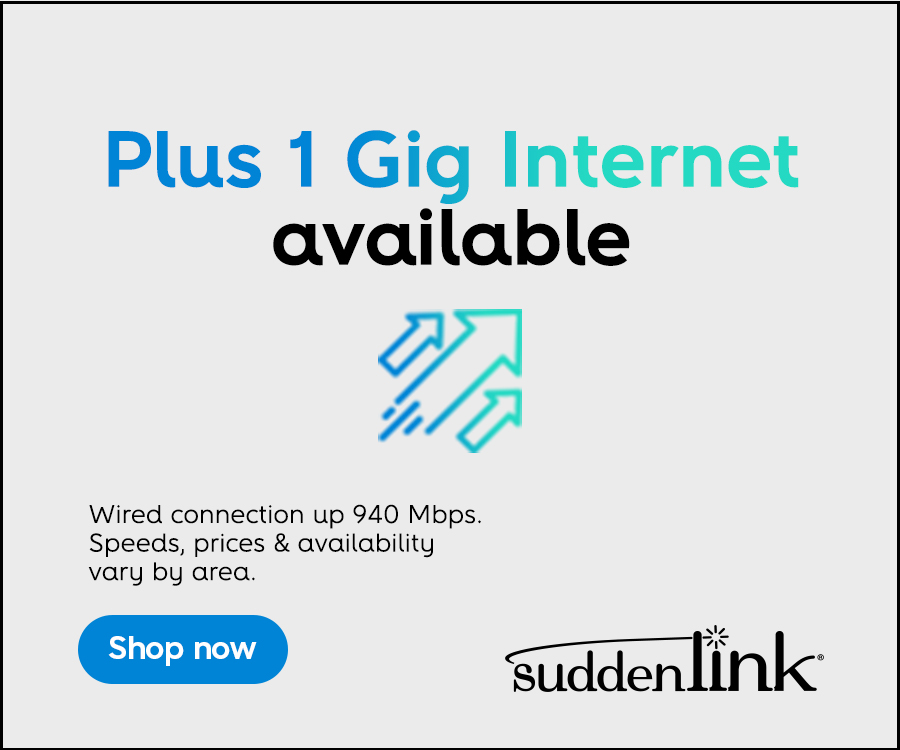 Plus 1 Gig Internet
available
Wired connection up 940 Mbps.
Speeds, prices & availability
vary by area.
Shop now
suddenlink®